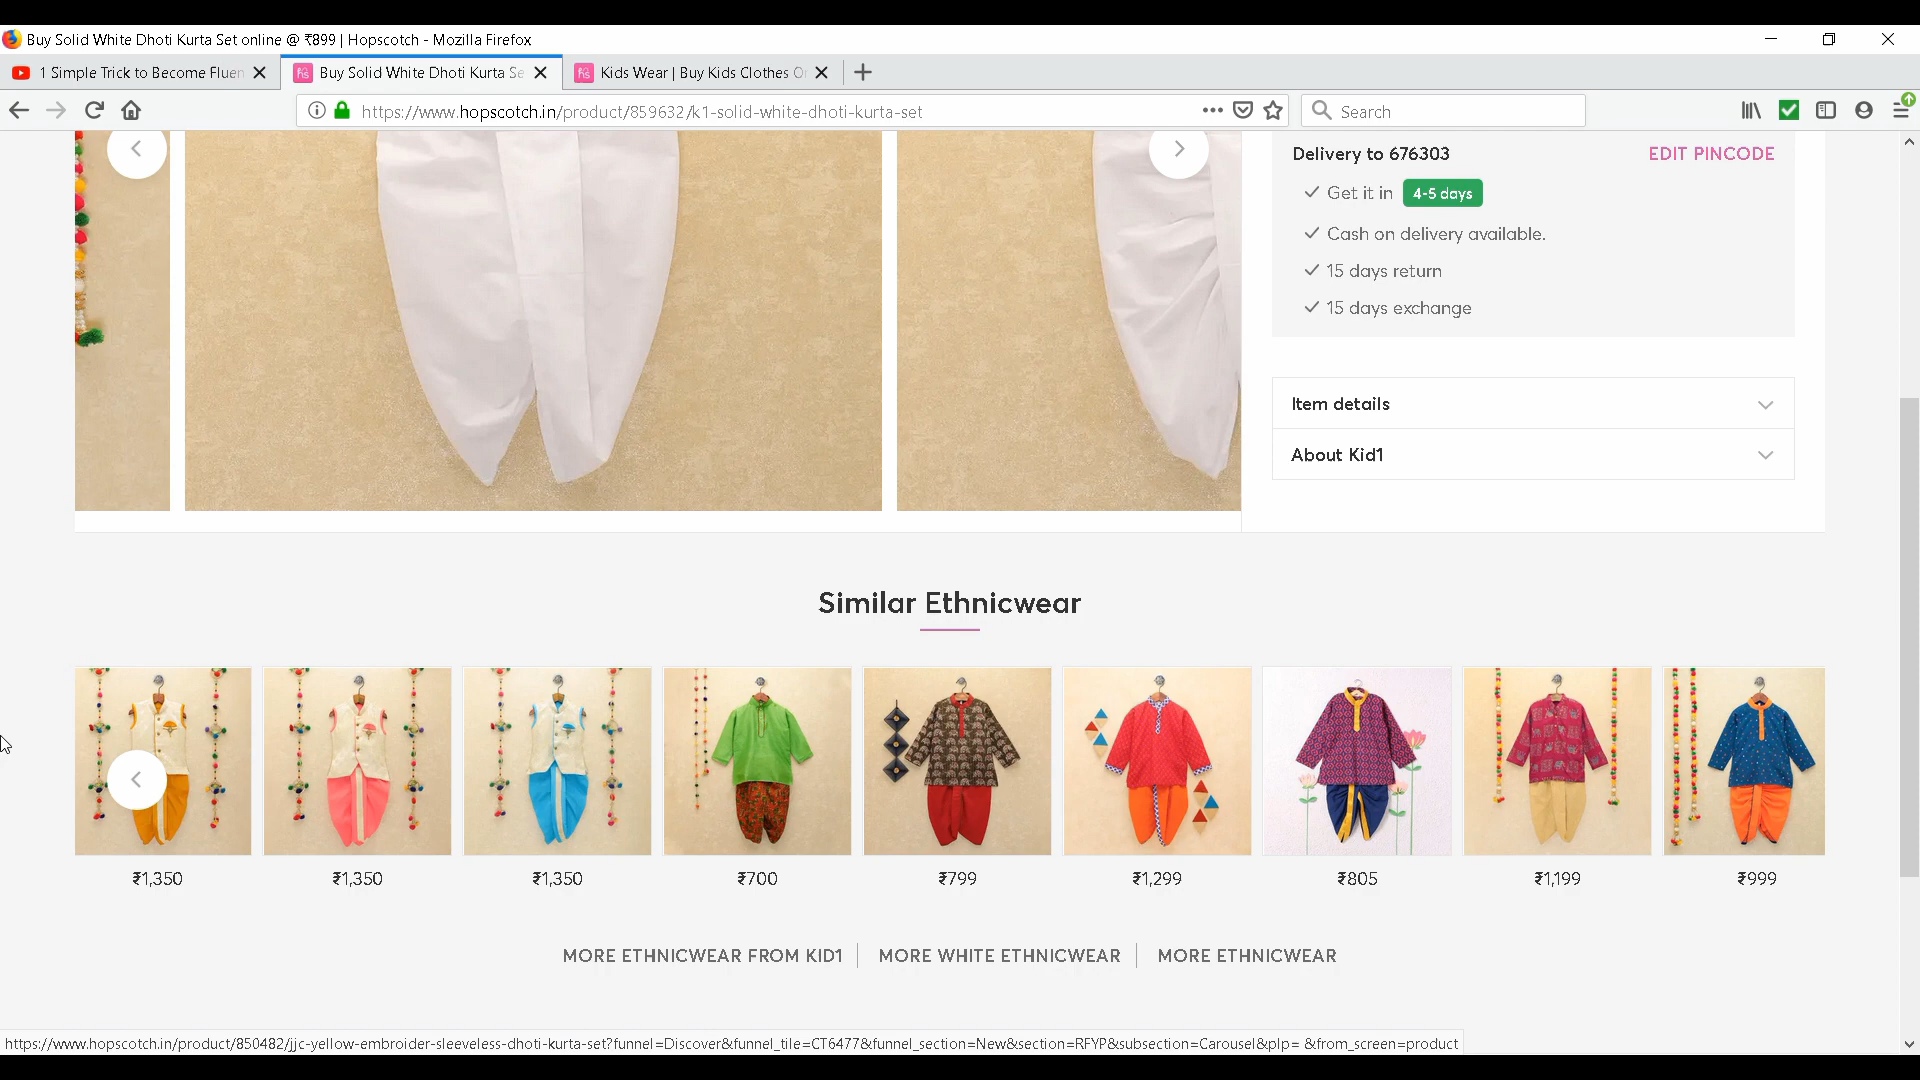 Buy Solid White Dhoti Kurta Set online @ ₹899 | Hopscotch - Mozilla Firefox
1 Simple Trick to Become Fluen
Buy Solid White Dhoti Kurta Se
Kids Wear | Buy Kids Clothes O
https://www.hopscotch.in/product/859632/k1-solid-white-dhoti-kurta-set
Search
Delivery to 676303
EDIT PINCODE
Get it in 4-5 days
Cash on delivery available.
15 days return
15 days exchange
Item details
About Kid1
Similar Ethnicwear
₹1,350
₹1,350
₹1,350
₹700
₹799
₹1,299
₹805
₹1,199
₹999
MORE ETHNICWEAR FROM KID1
MORE WHITE ETHNICWEAR
MORE ETHNICWEAR
https://www.hopscotch.in/product/850482/jjc-yellow-embroider-sleeveless-dhoti-kurta-set?funnel=Discover&funnel_tile=CT6477&funnel_section=New&section=RFYP&subsection=Carousel&plp= &from_screen=product